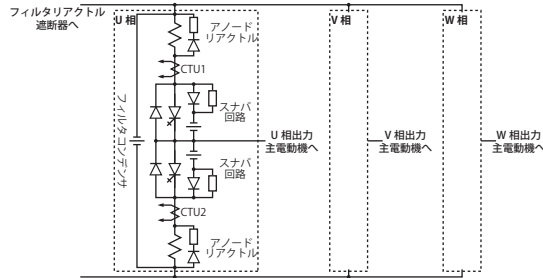 フィルタリアクトル
遮断器へ
U 相
V 相
W 相
アノード
リアクトル
CTU1
スナバ
回路
フィルタコンデンサ
U 相出力
主電動機へ
V 相出力
主電動機へ
W 相出力
主電動機へ
スナバ
回路
CTU2
アノード
リアクトル